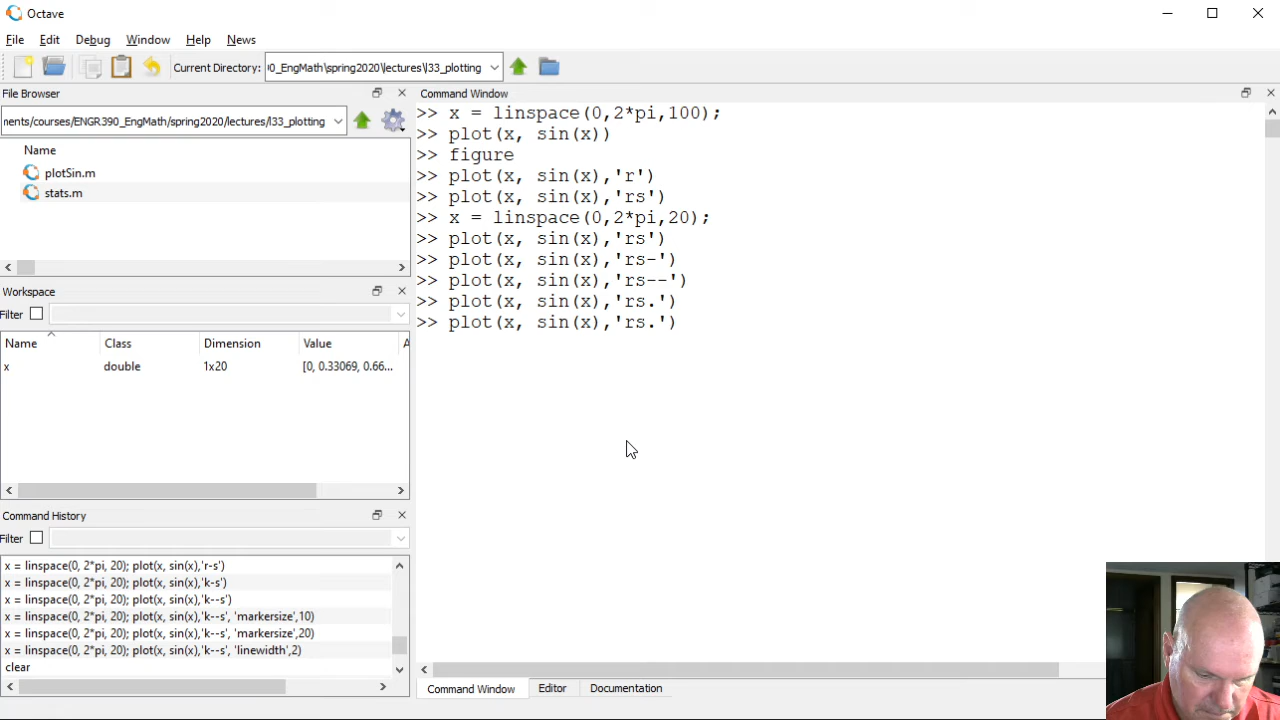 Octave
File Edit Debug Window Help News
Current Directory: 0_EngMath\spring2020\lectures\l33_plotting
File Browser
nents/courses/ENGR390_EngMath/spring2020/lectures/l33_plotting
Name
plotSin.m
stats.m
Workspace
Filter
Name Class Dimension Value A
x double 1x20 [0, 0.33069, 0.66...
Command History
Filter
x = linspace(0, 2*pi, 20); plot(x, sin(x),'r-s')
x = linspace(0, 2*pi, 20); plot(x, sin(x),'k-s')
x = linspace(0, 2*pi, 20); plot(x, sin(x),'k--s')
x = linspace(0, 2*pi, 20); plot(x, sin(x),'k--s', 'markersize',10)
x = linspace(0, 2*pi, 20); plot(x, sin(x),'k--s', 'markersize',20)
x = linspace(0, 2*pi, 20); plot(x, sin(x),'k--s', 'linewidth',2)
clear
Command Window
>> x = linspace(0,2*pi,100);
>> plot(x, sin(x))
>> figure
>> plot(x, sin(x),'r')
>> plot(x, sin(x),'rs')
>> x = linspace(0,2*pi,20);
>> plot(x, sin(x),'rs')
>> plot(x, sin(x),'rs-')
>> plot(x, sin(x),'rs--')
>> plot(x, sin(x),'rs.')
>> plot(x, sin(x),'rs.')
Command Window Editor Documentation